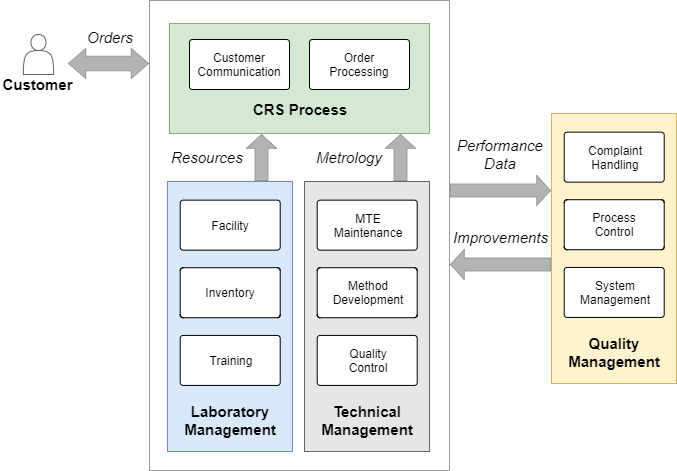 Orders
Customer
Customer
Communication
Order
Processing
CRS Process
Resources
Metrology
Performance
Data
Improvements
Facility
Inventory
Training
Laboratory
Management
MTE
Maintenance
Method
Development
Quality
Control
Technical
Management
Complaint
Handling
Process
Control
System
Management
Quality
Management